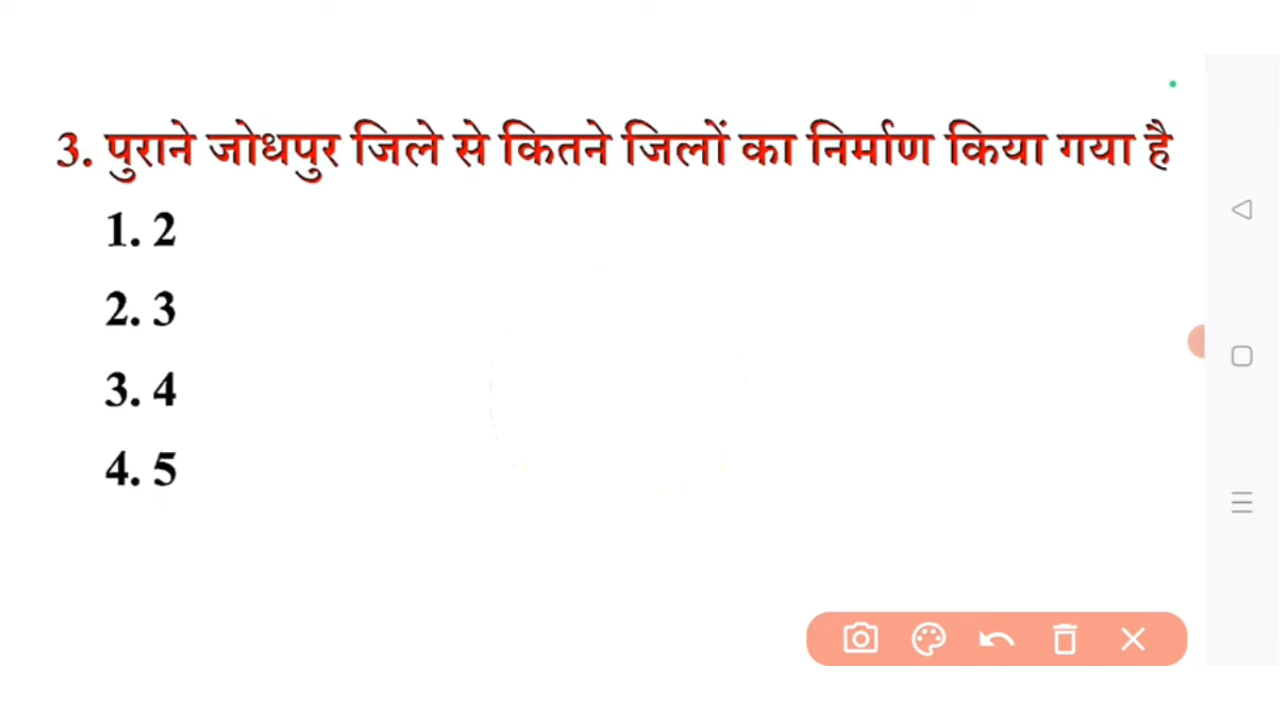 3. पुराने जोधपुर जिले से कितने जिलों का निर्माण किया गया है
1. 2
2. 3
3. 4
4. 5